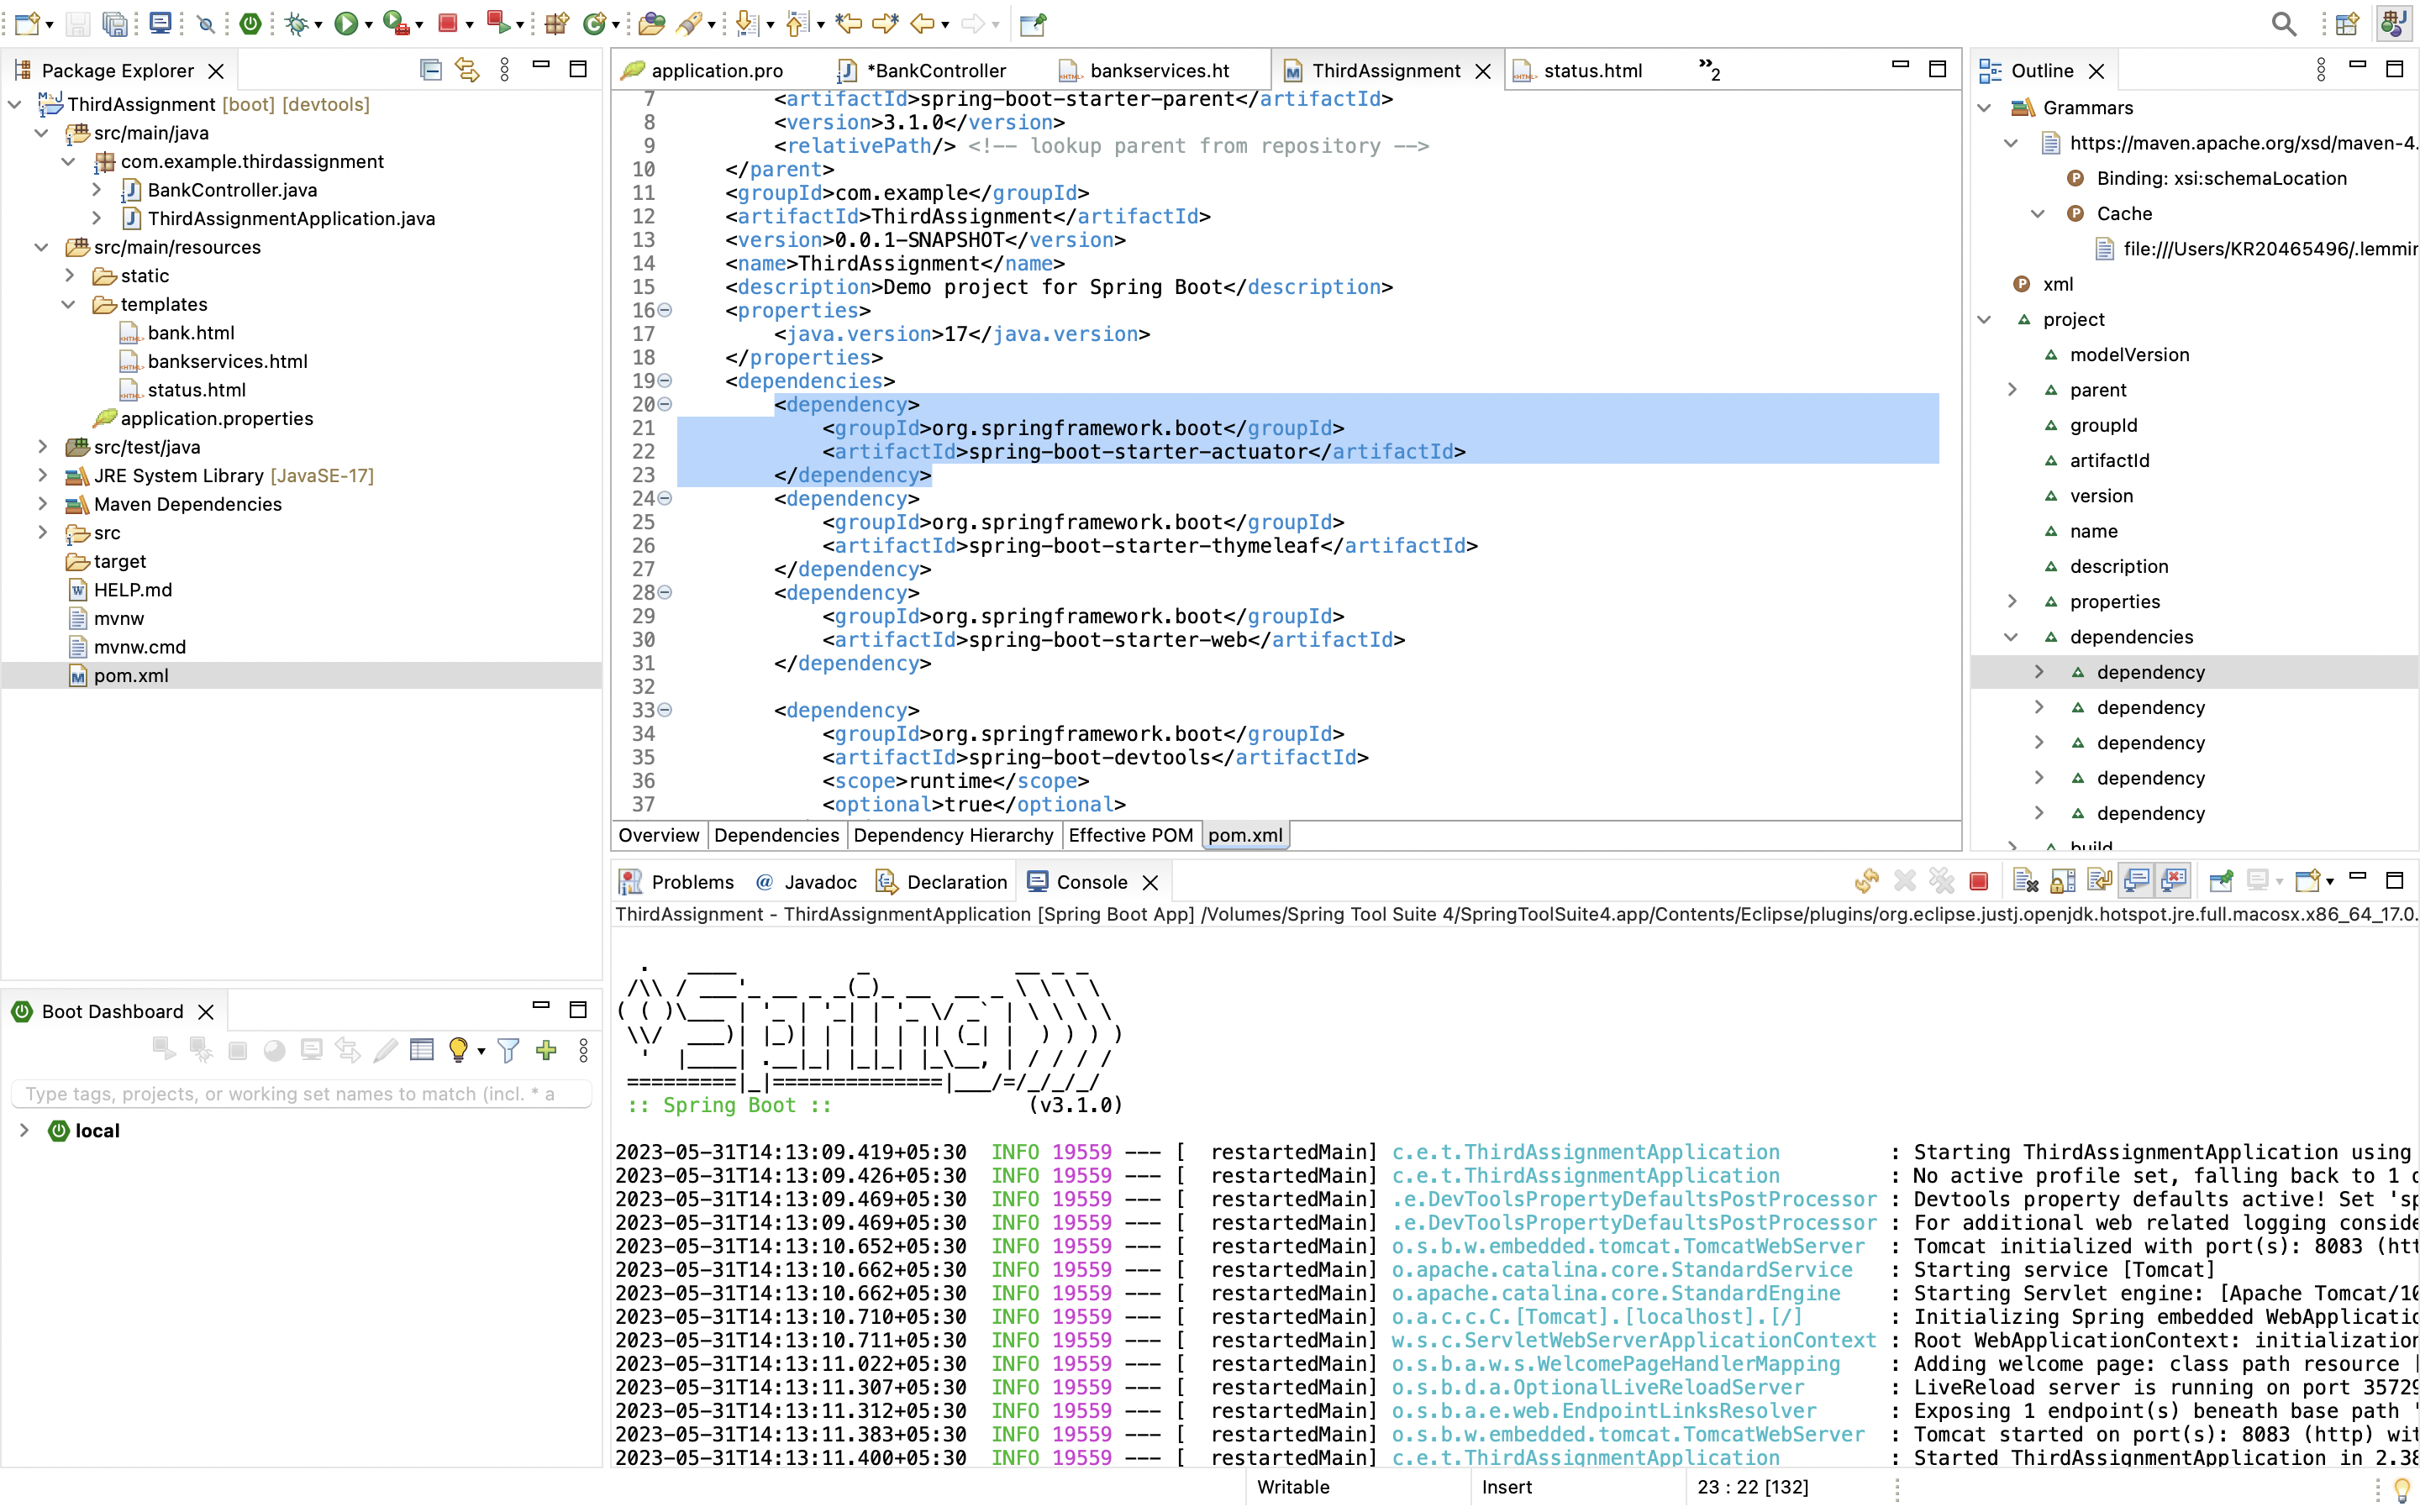 Package Explorer
ThirdAssignment [boot] [devtools]
src/main/java
com.example.thirdassignment
BankController.java
ThirdAssignmentApplication.java
src/main/resources
static
templates
bank.html
bankservices.html
status.html
application.properties
src/test/java
JRE System Library [JavaSE-17]
Maven Dependencies
src
target
HELP.md
mvnw
mvnw.cmd
pom.xml
Boot Dashboard
Type tags, projects, or working set names to match (incl. * a
local
application.pro
*BankController
bankservices.ht
ThirdAssignment
status.html
»2
7 <artifactId>spring-boot-starter-parent</artifactId>
8 <version>3.1.0</version>
9 <relativePath/> <!-- lookup parent from repository -->
10 </parent>
11 <groupId>com.example</groupId>
12 <artifactId>ThirdAssignment</artifactId>
13 <version>0.0.1-SNAPSHOT</version>
14 <name>ThirdAssignment</name>
15 <description>Demo project for Spring Boot</description>
16 <properties>
17 <java.version>17</java.version>
18 </properties>
19 <dependencies>
20 <dependency>
21 <groupId>org.springframework.boot</groupId>
22 <artifactId>spring-boot-starter-actuator</artifactId>
23 </dependency>
24 <dependency>
25 <groupId>org.springframework.boot</groupId>
26 <artifactId>spring-boot-starter-thymeleaf</artifactId>
27 </dependency>
28 <dependency>
29 <groupId>org.springframework.boot</groupId>
30 <artifactId>spring-boot-starter-web</artifactId>
31 </dependency>
32
33 <dependency>
34 <groupId>org.springframework.boot</groupId>
35 <artifactId>spring-boot-devtools</artifactId>
36 <scope>runtime</scope>
37 <optional>true</optional>
Overview Dependencies Dependency Hierarchy Effective POM pom.xml
Outline
Grammars
https://maven.apache.org/xsd/maven-4.
Binding: xsi:schemaLocation
Cache
file:///Users/KR20465496/.lemmin
xml
project
modelVersion
parent
groupId
artifactId
version
name
description
properties
dependencies
dependency
dependency
dependency
dependency
dependency
build
Problems @ Javadoc Declaration Console
ThirdAssignment - ThirdAssignmentApplication [Spring Boot App] /Volumes/Spring Tool Suite 4/SpringToolSuite4.app/Contents/Eclipse/plugins/org.eclipse.justj.openjdk.hotspot.jre.full.macosx.x86_64_17.0.
Spring
:: Spring Boot :: (v3.1.0)
2023-05-31T14:13:09.419+05:30 INFO 19559 --- [ restartedMain] c.e.t.ThirdAssignmentApplication : Starting ThirdAssignmentApplication using
2023-05-31T14:13:09.426+05:30 INFO 19559 --- [ restartedMain] c.e.t.ThirdAssignmentApplication : No active profile set, falling back to 1 d
2023-05-31T14:13:09.469+05:30 INFO 19559 --- [ restartedMain] .e.DevToolsPropertyDefaultsPostProcessor : Devtools property defaults active! Set 'sp
2023-05-31T14:13:09.469+05:30 INFO 19559 --- [ restartedMain] .e.DevToolsPropertyDefaultsPostProcessor : For additional web related logging conside
2023-05-31T14:13:10.652+05:30 INFO 19559 --- [ restartedMain] o.s.b.w.embedded.tomcat.TomcatWebServer : Tomcat initialized with port(s): 8083 (htt
2023-05-31T14:13:10.662+05:30 INFO 19559 --- [ restartedMain] o.apache.catalina.core.StandardService : Starting service [Tomcat]
2023-05-31T14:13:10.662+05:30 INFO 19559 --- [ restartedMain] o.apache.catalina.core.StandardEngine : Starting Servlet engine: [Apache Tomcat/10
2023-05-31T14:13:10.710+05:30 INFO 19559 --- [ restartedMain] o.a.c.c.C.[Tomcat].[localhost].[/] : Initializing Spring embedded WebApplicatio
2023-05-31T14:13:10.711+05:30 INFO 19559 --- [ restartedMain] w.s.c.ServletWebServerApplicationContext : Root WebApplicationContext: initialization
2023-05-31T14:13:11.022+05:30 INFO 19559 --- [ restartedMain] o.s.b.a.w.s.WelcomePageHandlerMapping : Adding welcome page: class path resource [
2023-05-31T14:13:11.307+05:30 INFO 19559 --- [ restartedMain] o.s.b.d.a.OptionalLiveReloadServer : LiveReload server is running on port 35729
2023-05-31T14:13:11.312+05:30 INFO 19559 --- [ restartedMain] o.s.b.a.e.web.EndpointLinksResolver : Exposing 1 endpoint(s) beneath base path '
2023-05-31T14:13:11.383+05:30 INFO 19559 --- [ restartedMain] o.s.b.w.embedded.tomcat.TomcatWebServer : Tomcat started on port(s): 8083 (http) wit
2023-05-31T14:13:11.400+05:30 INFO 19559 --- [ restartedMain] c.e.t.ThirdAssignmentApplication : Started ThirdAssignmentApplication in 2.38
Writable Insert 23 : 22 [132]